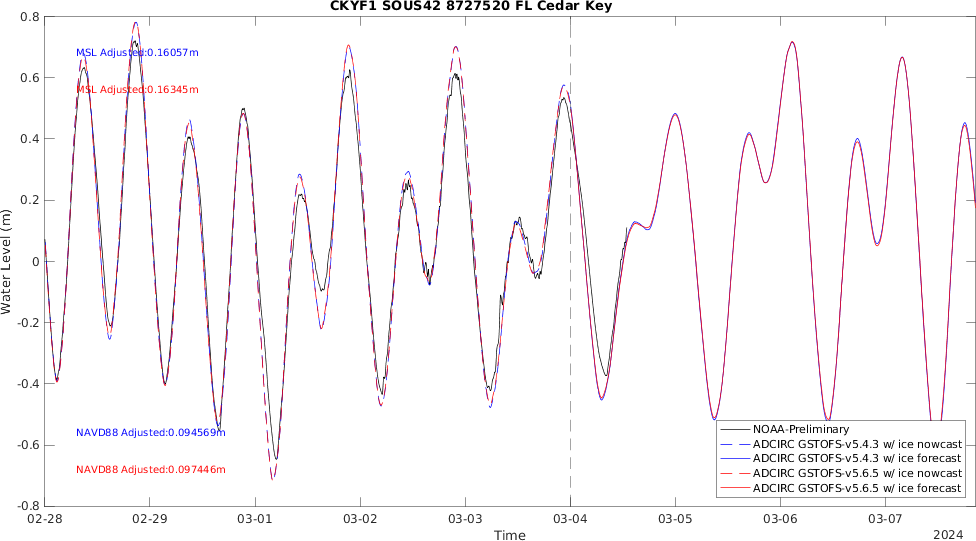 CKYF1 SOUS42 8727520 FL Cedar Key
0.8
0.6
0.4
0.2
0
-0.2
-0.4
-0.6
-0.8
Water Level (m)
MSL Adjusted:0.16057m
MSL Adjusted:0.16345m
NAVD88 Adjusted:0.094569m
NAVD88 Adjusted:0.097446m
NOAA-Preliminary
ADCIRC GSTOFS-v5.4.3 w/ ice nowcast
ADCIRC GSTOFS-v5.4.3 w/ ice forecast
ADCIRC GSTOFS-v5.6.5 w/ ice nowcast
ADCIRC GSTOFS-v5.6.5 w/ ice forecast
02-28 02-29 03-01 03-02 03-03 03-04 03-05 03-06 03-07
Time
2024